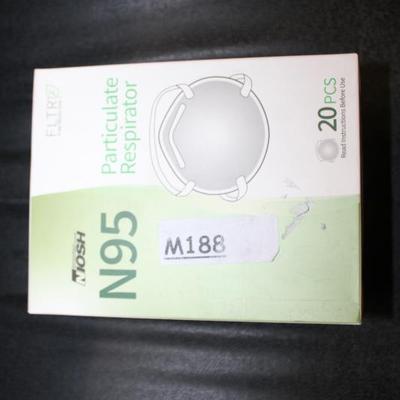 FLTR
N95
Particulate
Respirator
NIOSH
M188
20 PCS
Read Instructions Before Use